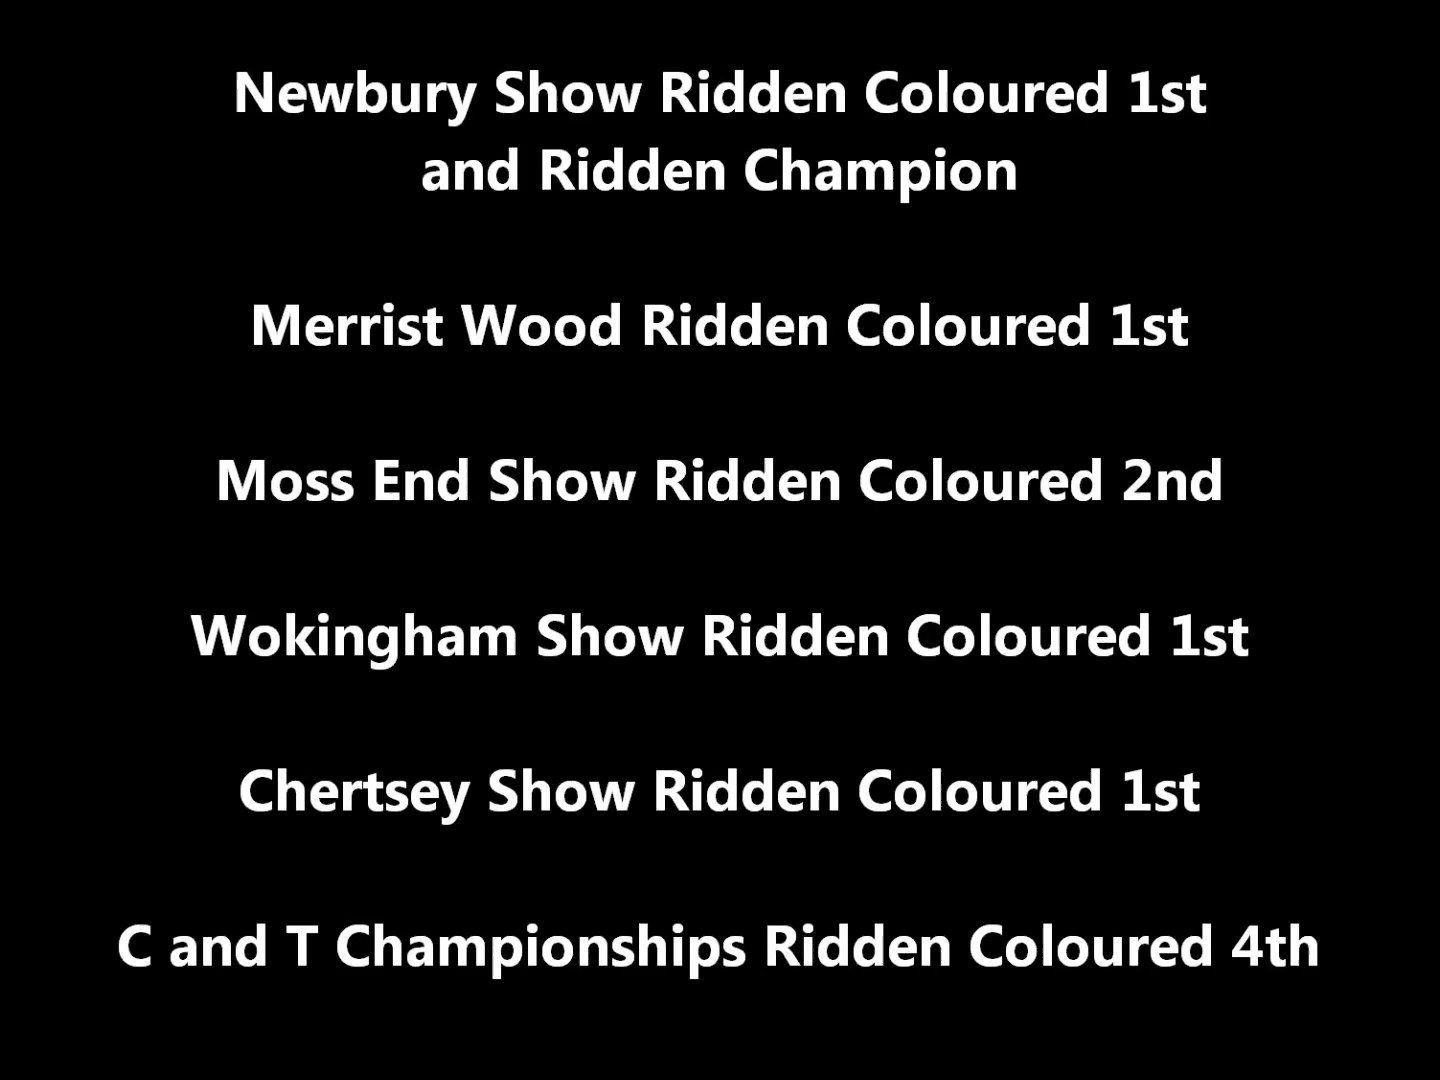 Newbury Show Ridden Coloured 1st
and Ridden Champion
Merrist Wood Ridden Coloured 1st
Moss End Show Ridden Coloured 2nd
Wokingham Show Ridden Coloured 1st
Chertsey Show Ridden Coloured 1st
C and T Championships Ridden Coloured 4th